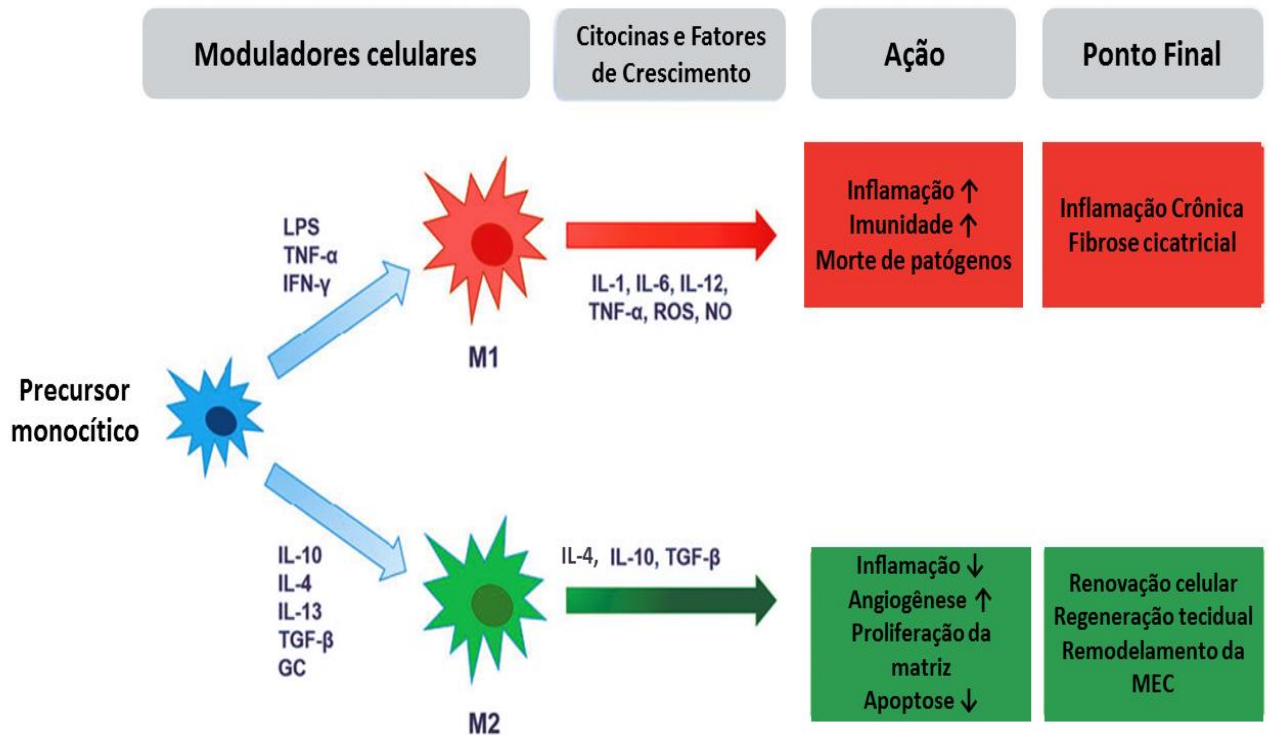 Moduladores celulares
Citocinas e Fatores
de Crescimento
Ação
Ponto Final
LPS
TNF-α
IFN-γ
M1
IL-1, IL-6, IL-12,
TNF-α, ROS, NO
Inflamação ↑
Imunidade ↑
Morte de patógenos
Inflamação Crônica
Fibrose cicatricial
Precursor
monocítico
IL-10
IL-4
IL-13
TGF-β
GC
M2
IL-4, IL-10, TGF-β
Inflamação ↓
Angiogênese ↑
Proliferação da
matriz
Apoptose ↓
Renovação celular
Regeneração tecidual
Remodelamento da
MEC